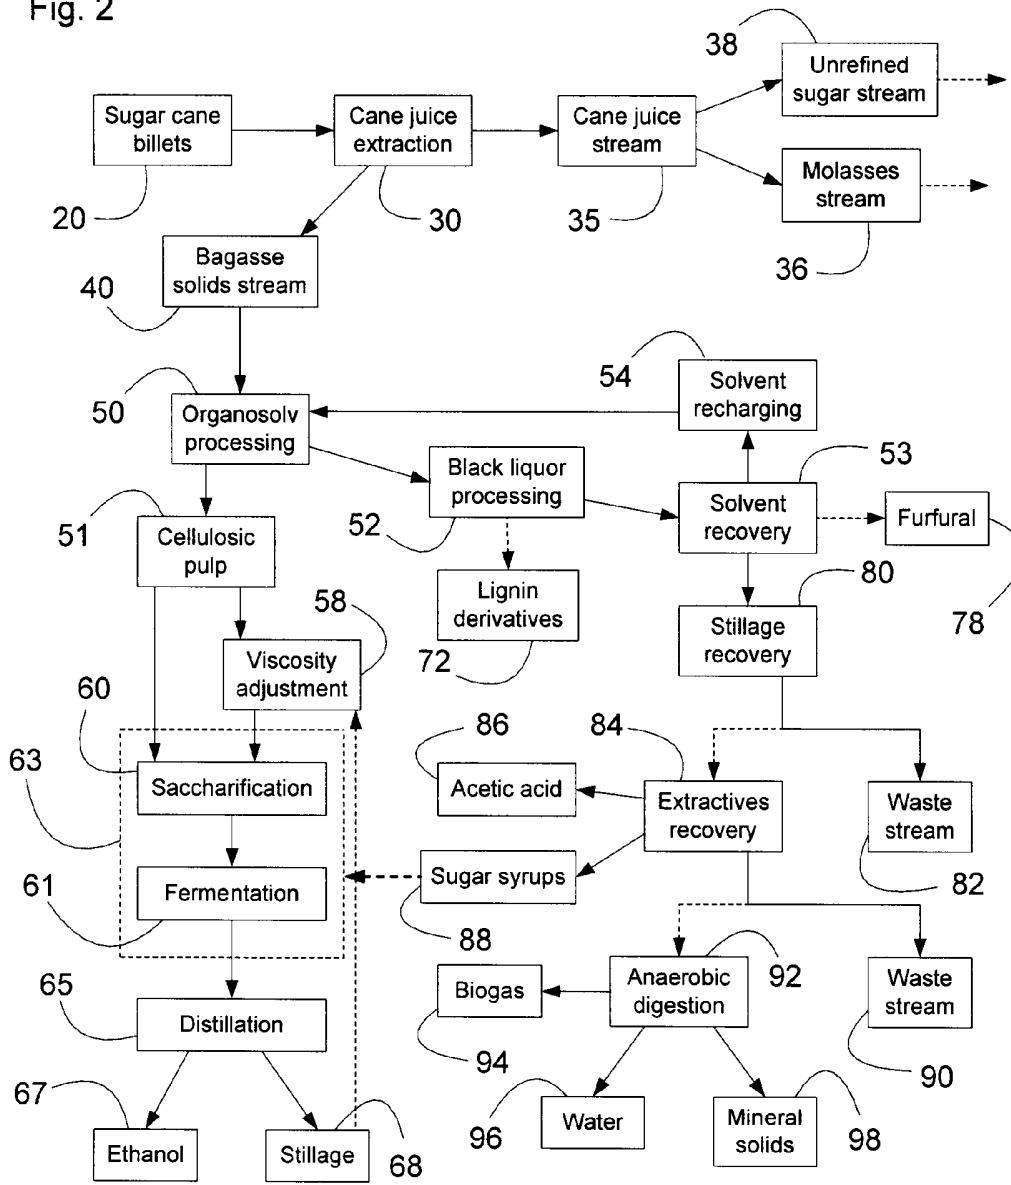 Fig. 2
38
Unrefined
sugar stream
Sugar cane
billets
Cane juice
extraction
Cane juice
stream
Molasses
stream
20
30
35
36
Bagasse
solids stream
40
54
Solvent
recharging
50
Organosolv
processing
53
Black liquor
processing
Solvent
recovery
Furfural
51
52
Cellulosic
pulp
80
58
Lignin
derivatives
Stillage
recovery
78
72
Viscosity
adjustment
60
86
84
63
Saccharification
Acetic acid
Extractives
recovery
Waste
stream
61
Fermentation
Sugar syrups
82
88
92
65
Biogas
Anaerobic
digestion
Waste
stream
Distillation
94
90
67
96
Water
Mineral
solids
98
Ethanol
Stillage
68